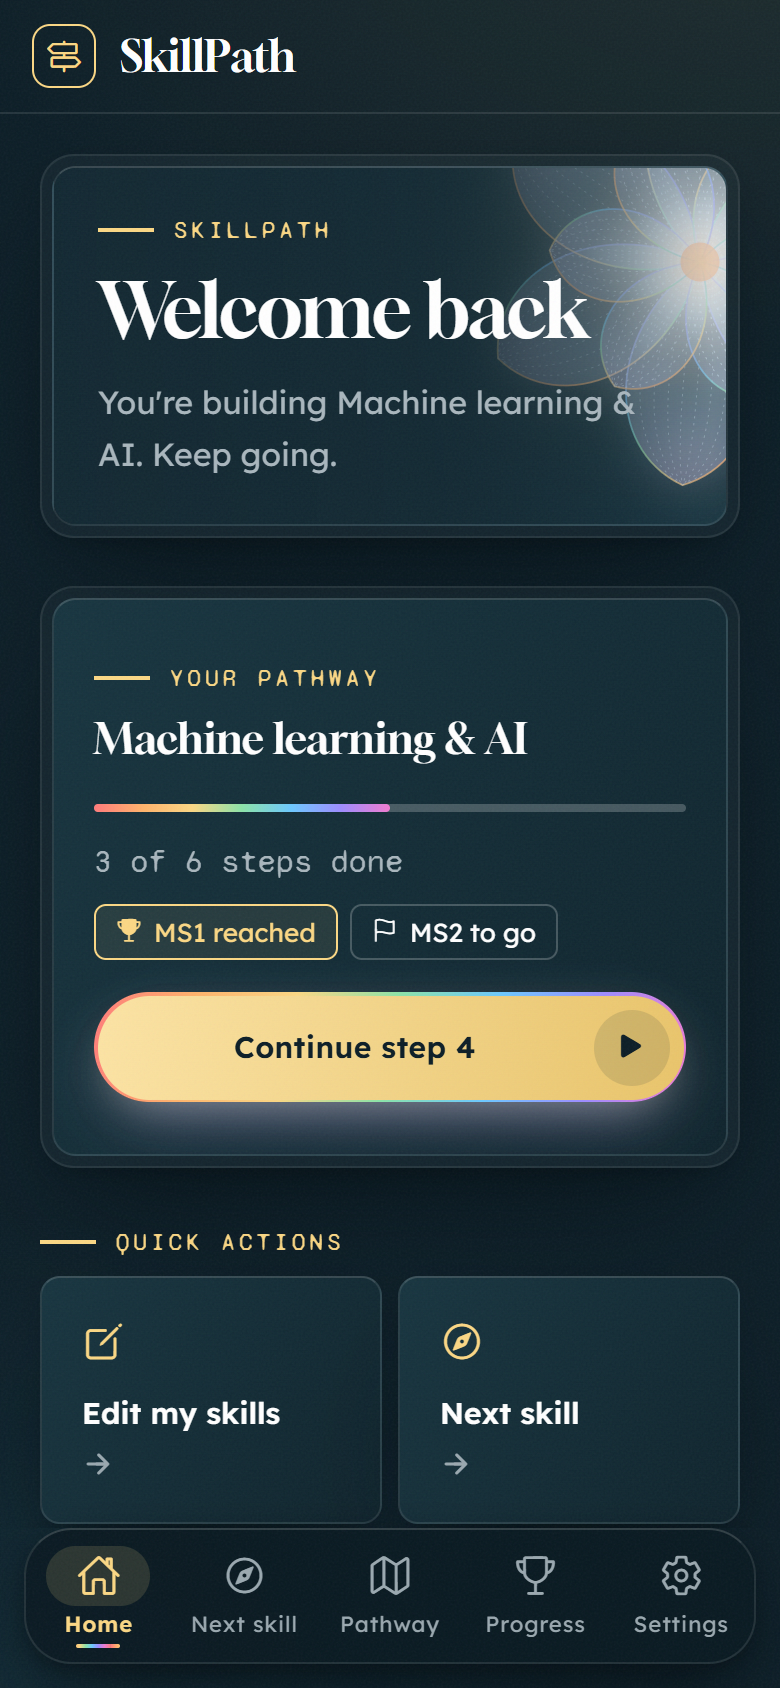 SkillPath
SKILLPATH
Welcome back
You're building Machine learning &
AI. Keep going.
YOUR PATHWAY
Machine learning & AI
3 of 6 steps done
MS1 reached
MS2 to go
Continue step 4
QUICK ACTIONS
Edit my skills
Next skill
Home
Next skill
Pathway
Progress
Settings